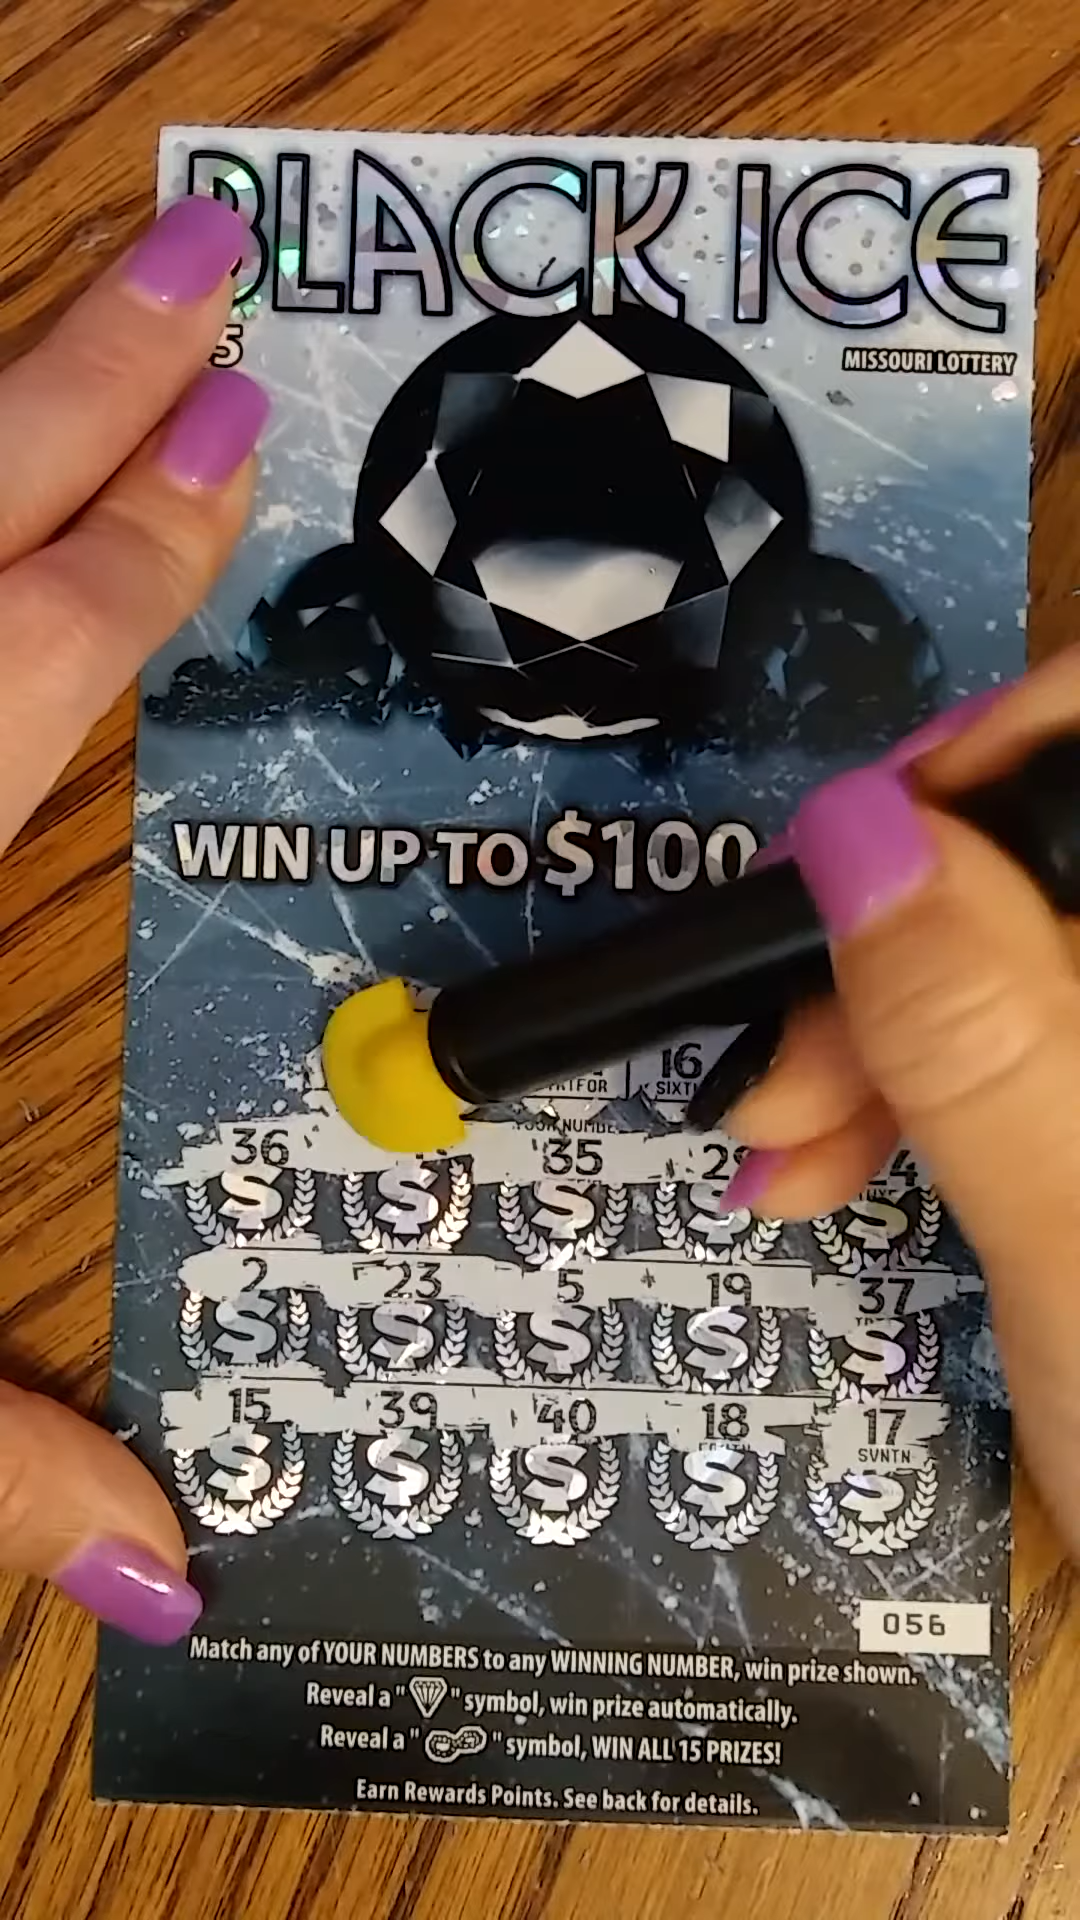 BLACK ICE
5
MISSOURI LOTTERY
WIN UP TO $100
16
36 35 24
2 23 5 19 37
15 39 40 18 17
SVNTN
056
Match any of YOUR NUMBERS to any WINNING NUMBER, win prize shown.
Reveal a " " symbol, win prize automatically.
Reveal a " " symbol, WIN ALL 15 PRIZES!
Earn Rewards Points. See back for details.